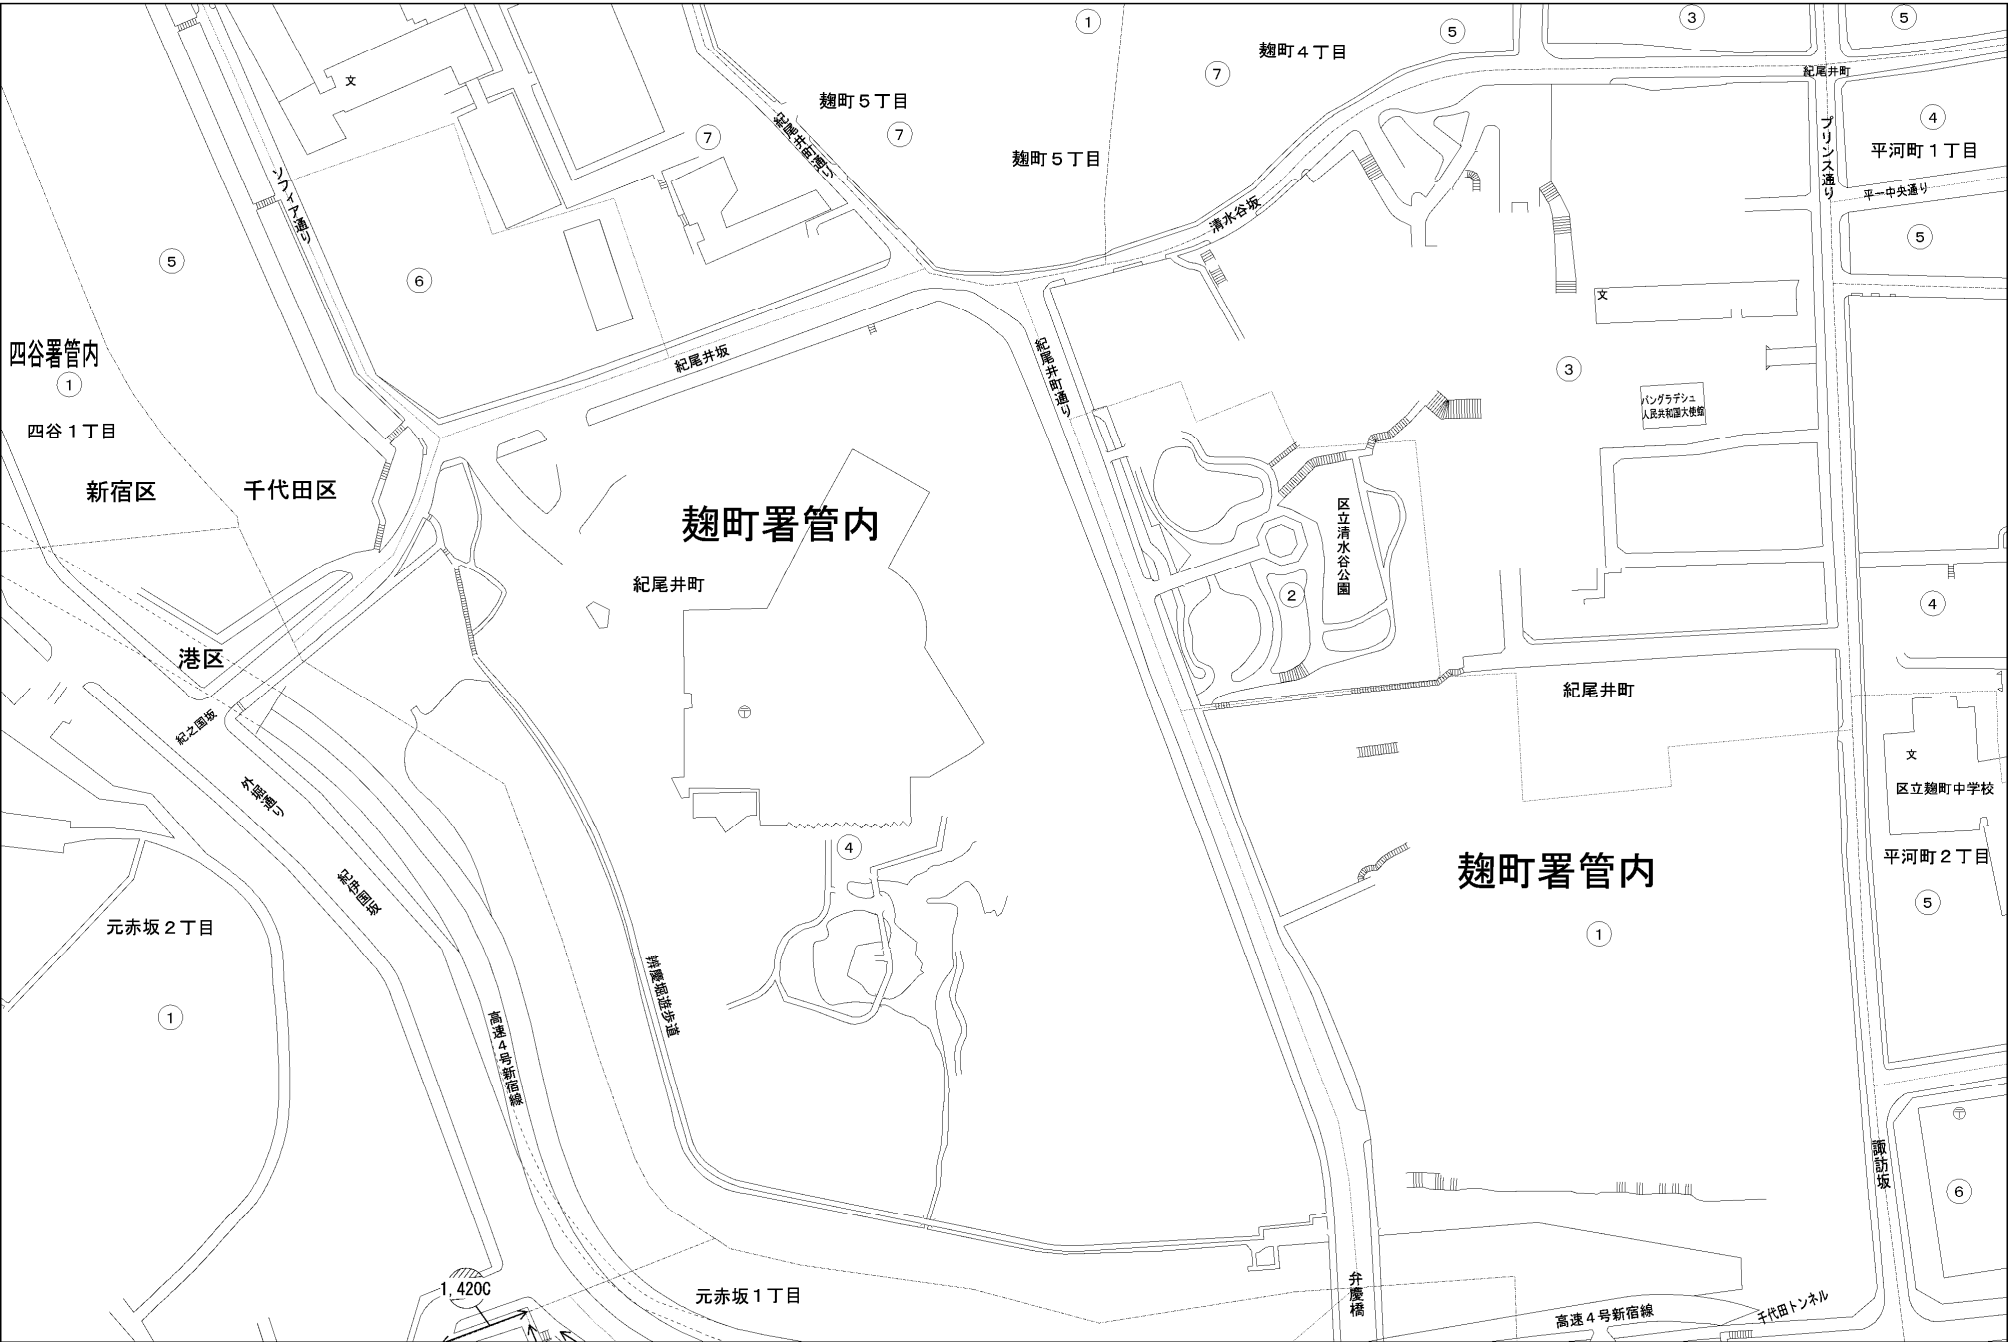 ①
⑤
③
⑤
麹町４丁目
⑦
紀尾井町
文
麹町５丁目
⑦
⑦
紀尾井町通り
麹町５丁目
プリンス通り
④
平河町１丁目
平一中央通り
ソフィア通り
清水谷坂
⑤
⑤
⑥
文
四谷署管内
①
四谷１丁目
紀尾井坂
紀尾井町通り
③
バングラデシュ
人民共和国大使館
新宿区
千代田区
麹町署管内
紀尾井町
区立清水谷公園
②
④
港区
紀尾井町
〒
紀之国坂
外堀通り
文
区立麹町中学校
平河町２丁目
⑤
④
麹町署管内
①
紀伊国坂
元赤坂２丁目
①
辨慶堀遊歩道
高速４号新宿線
〒
諏訪坂
⑥
1,420C
元赤坂１丁目
弁慶橋
高速４号新宿線
千代田トンネル